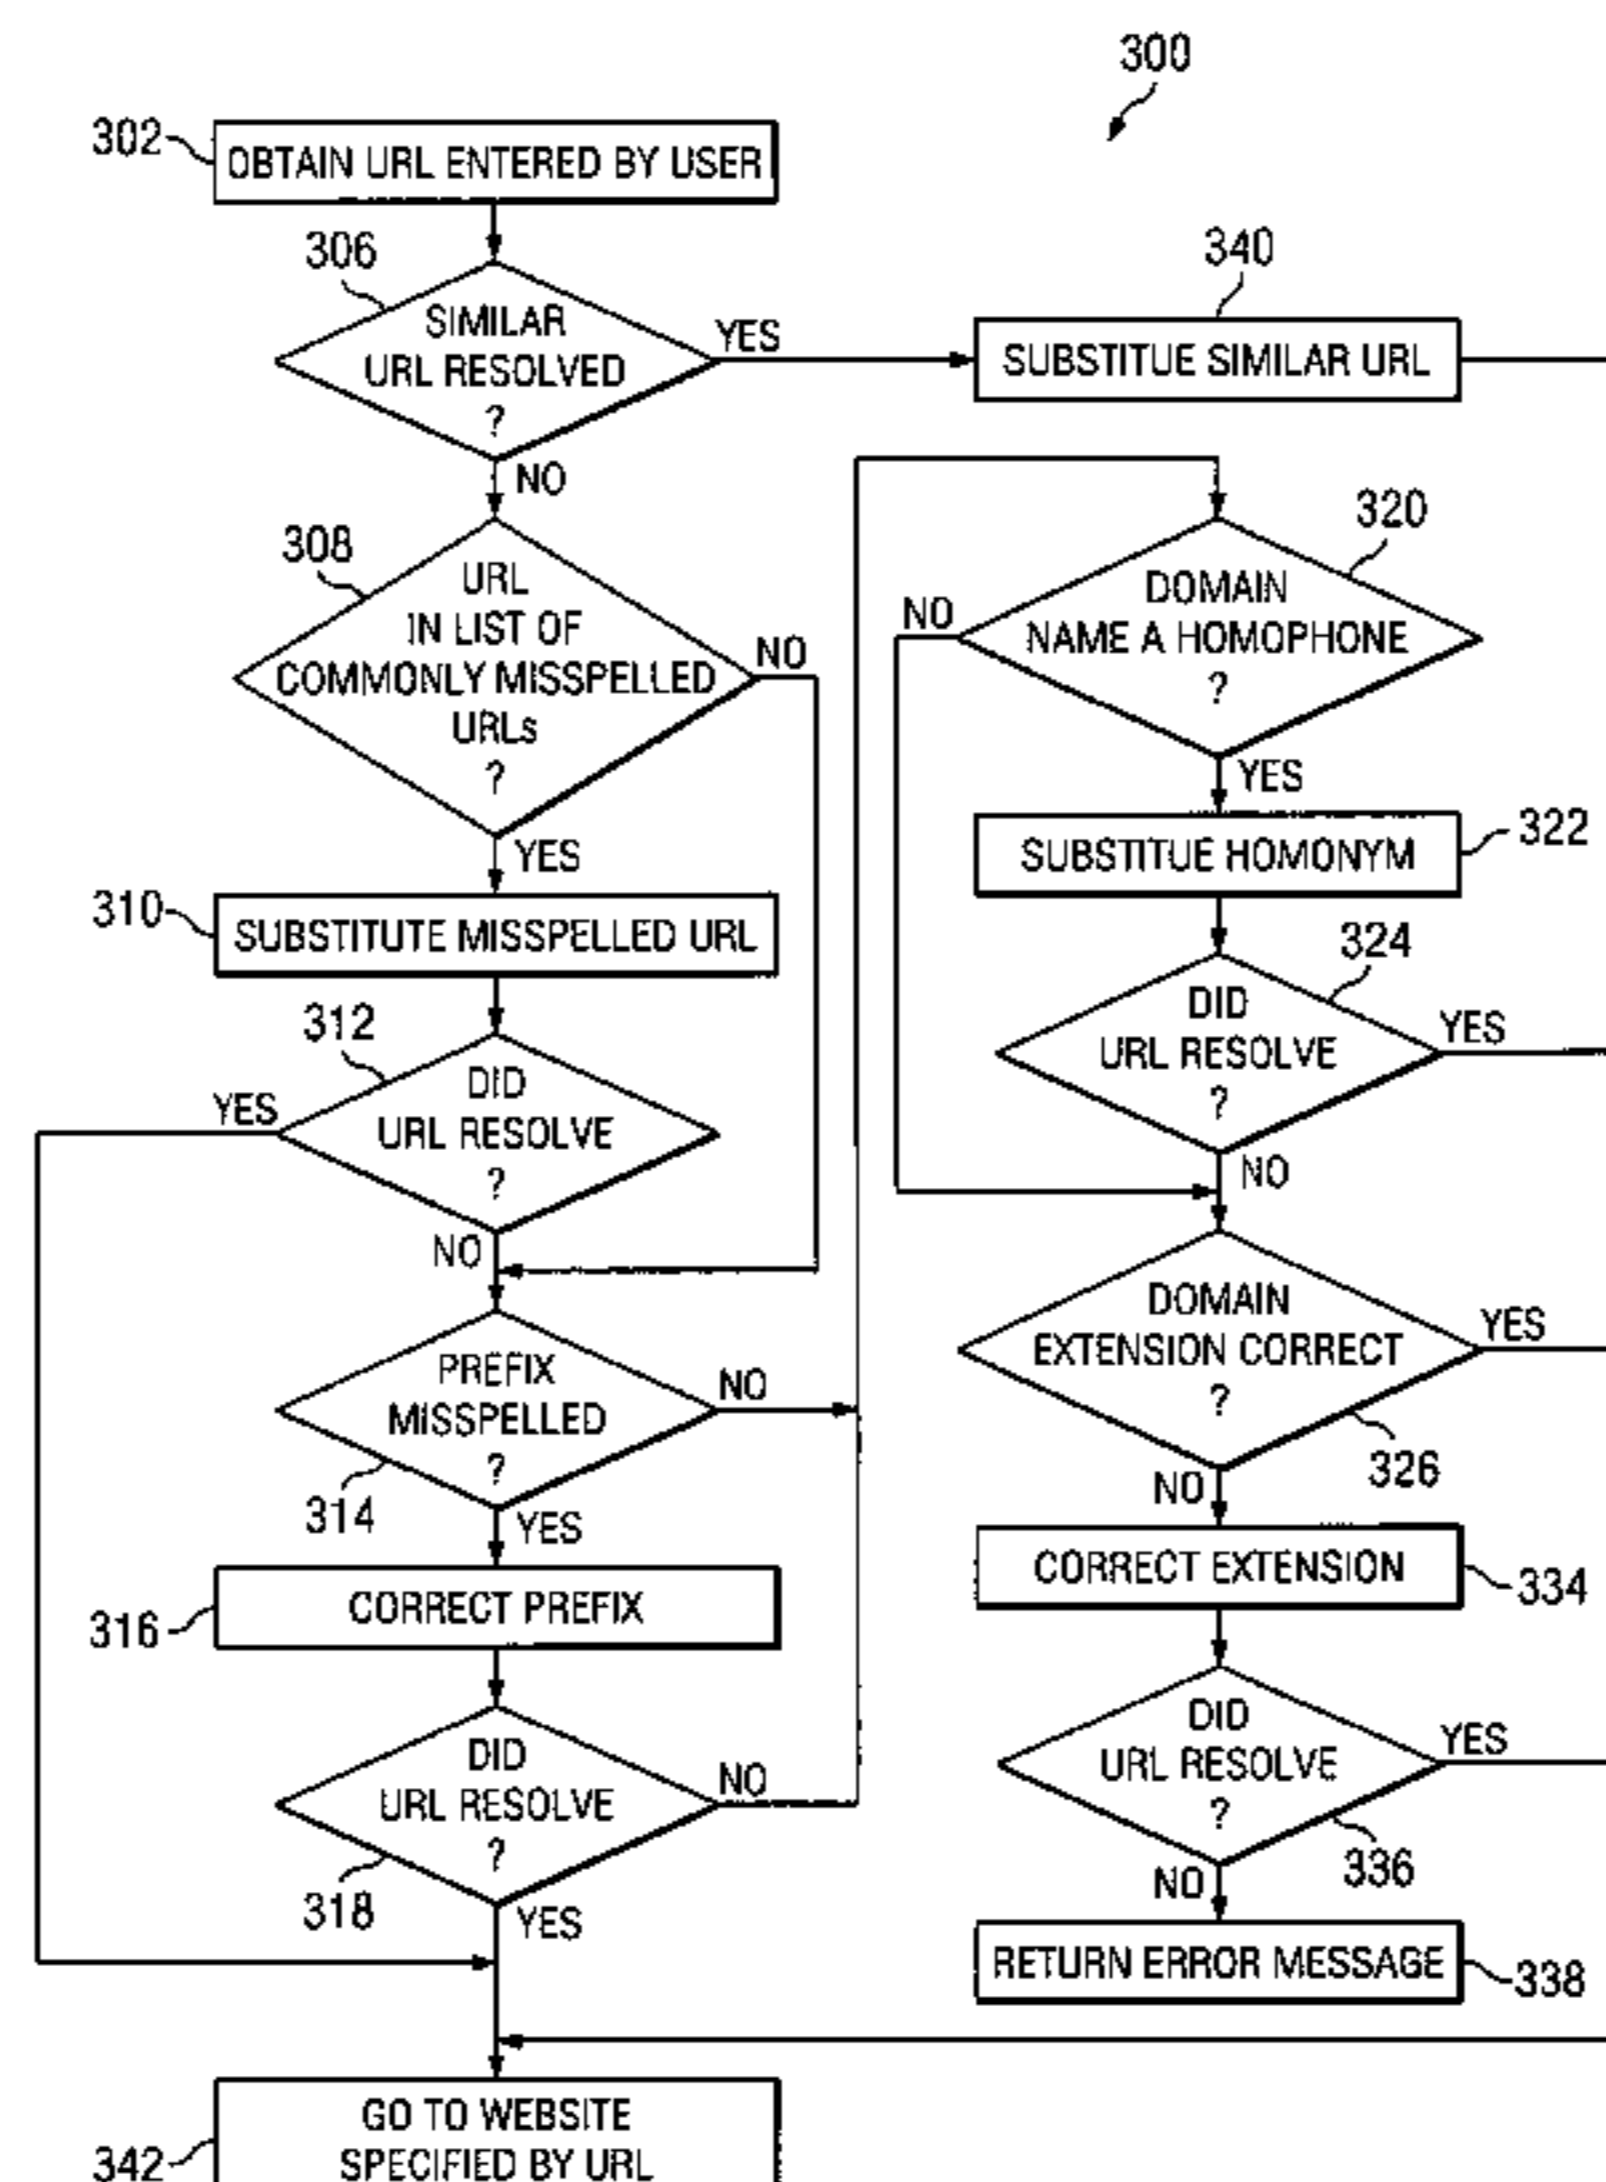 300
302
OBTAIN URL ENTERED BY USER
306
SIMILAR
URL RESOLVED
?
YES
NO
340
SUBSTITUE SIMILAR URL
308
URL
IN LIST OF
COMMONLY MISSPELLED
URLs
?
NO
YES
310
SUBSTITUTE MISSPELLED URL
312
DID
URL RESOLVE
?
YES
NO
PREFIX
MISSPELLED
?
NO
314
YES
316
CORRECT PREFIX
DID
URL RESOLVE
?
NO
318
YES
320
DOMAIN
NAME A HOMOPHONE
?
NO
YES
SUBSTITUE HOMONYM
322
324
DID
URL RESOLVE
?
YES
NO
DOMAIN
EXTENSION CORRECT
?
YES
326
NO
CORRECT EXTENSION
334
DID
URL RESOLVE
?
YES
336
NO
RETURN ERROR MESSAGE
338
GO TO WEBSITE
SPECIFIED BY URL
342